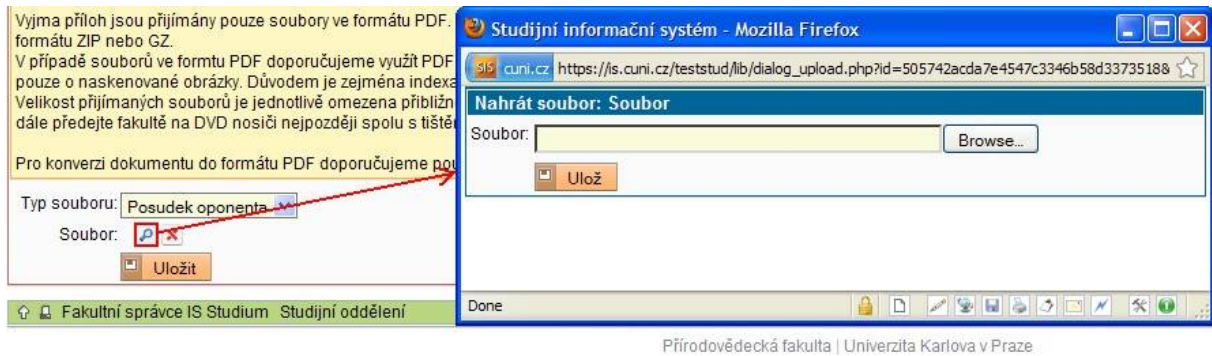 Vyjma příloh jsou přijímány pouze soubory ve formátu PDF.
formátu ZIP nebo GZ.
V případě souborů ve formtu PDF doporučujeme využít PDF
pouze o naskenované obrázky. Důvodem je zejména indexa
Velikost přijímaných souborů je jednotlivě omezena přibližn
dále předejte fakultě na DVD nosiči nejpozději spolu s tiště
Pro konverzi dokumentu do formátu PDF doporučujeme pou
Typ souboru: Posudek oponenta
Soubor:
Uložit
Fakultní správce IS Studium Studijní oddělení
Studijní informační systém - Mozilla Firefox
SIS cuni.cz https://is.cuni.cz/teststud/lib/dialog_upload.php?id=505742acda7e4547c3346b58d3373518&
Nahrát soubor: Soubor
Soubor: Browse...
Ulož
Done
Přírodovědecká fakulta | Univerzita Karlova v Praze